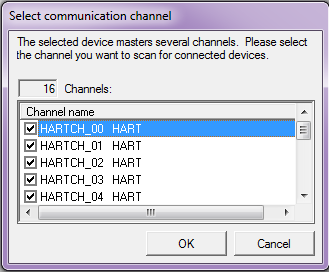 Select communication channel
The selected device masters several channels. Please select
the channel you want to scan for connected devices.
16 Channels:
Channel name
HARTCH_00 HART
HARTCH_01 HART
HARTCH_02 HART
HARTCH_03 HART
HARTCH_04 HART
OK Cancel